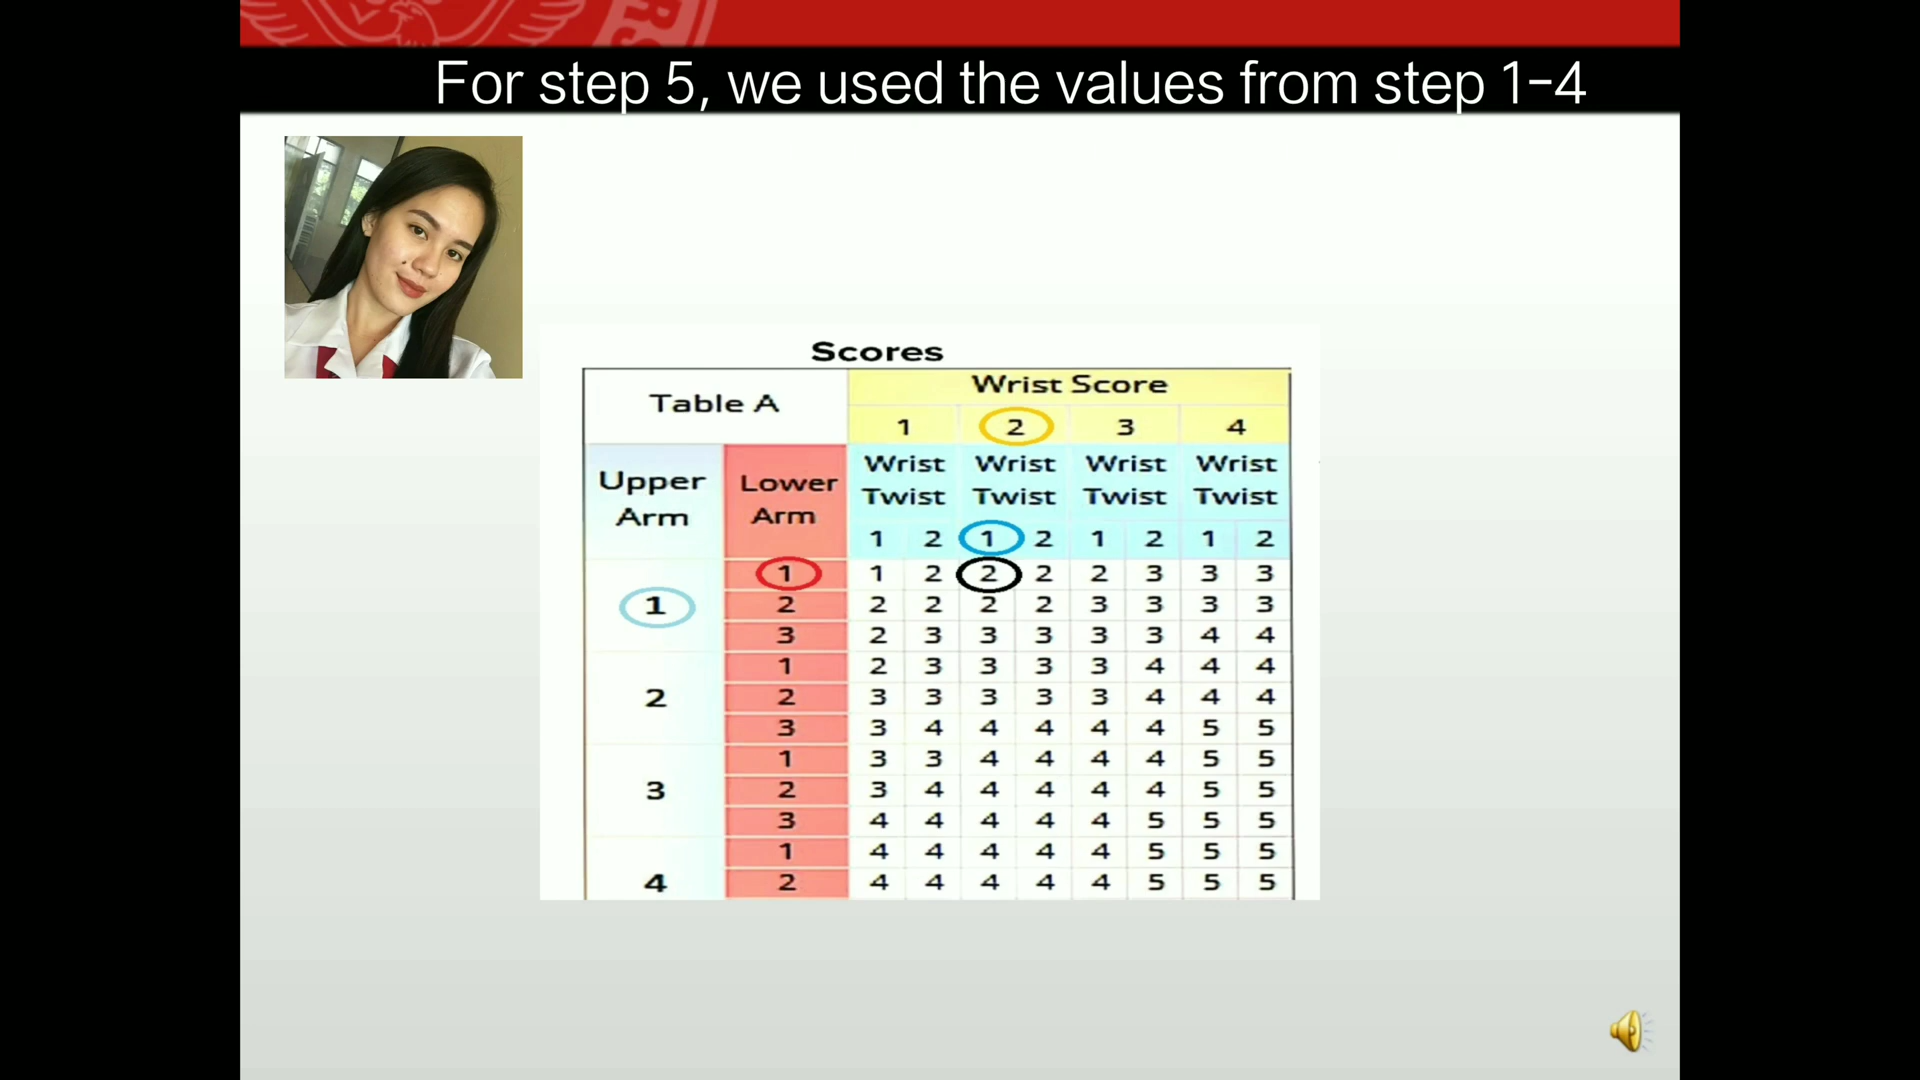 For step 5, we used the values from step 1-4
Scores
Table A
Wrist Score
1 2 3 4
Upper Arm
Lower Arm
Wrist Twist Wrist Twist Wrist Twist Wrist Twist
1 2 1 2 1 2 1 2
1 1 1 2 2 2 2 3 3 3
2 2 2 2 2 3 3 3 3
3 2 3 3 3 3 3 4 4
2 1 2 3 3 3 3 4 4 4
2 3 3 3 3 3 4 4 4
3 3 4 4 4 4 4 5 5
3 1 3 3 4 4 4 4 5 5
2 3 4 4 4 4 4 5 5
3 4 4 4 4 4 5 5 5
4 1 4 4 4 4 4 5 5 5
2 4 4 4 4 4 5 5 5